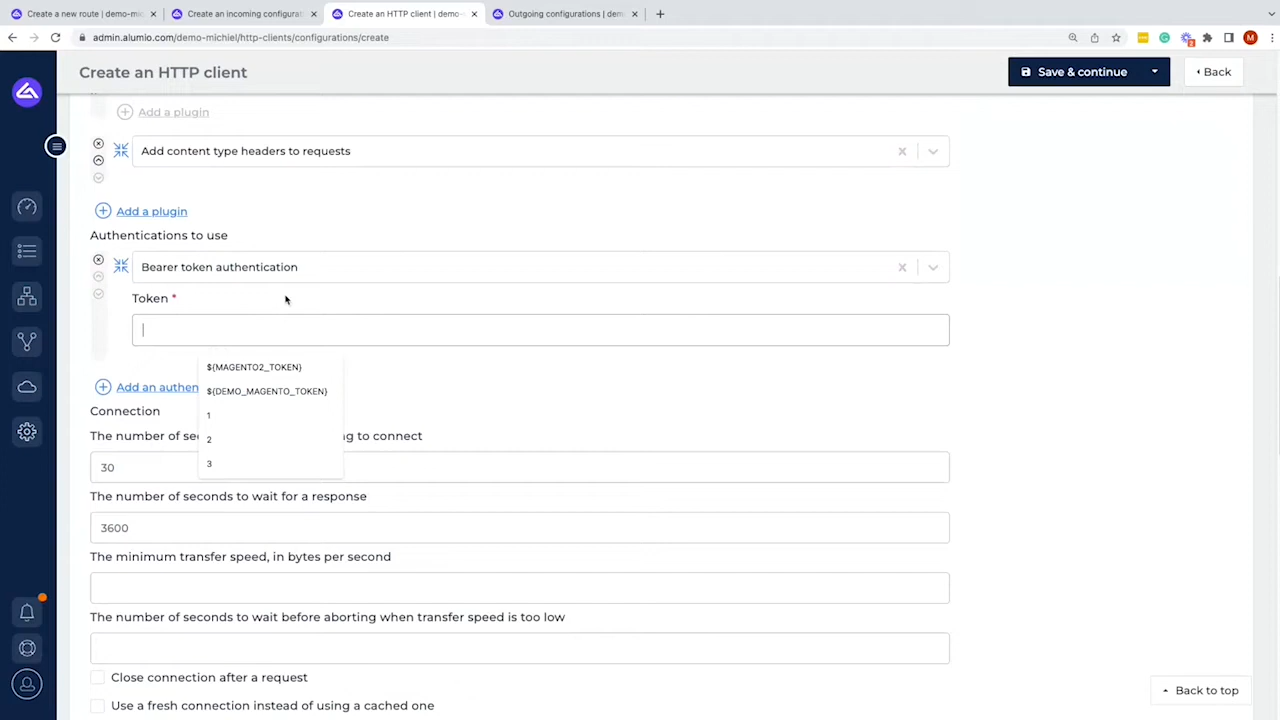 Create a new route | demo-mic
Create an incoming configurat
Create an HTTP client | demo-
Outgoing configurations | dem
admin.alumio.com/demo-michiel/http-clients/configurations/create
M
Create an HTTP client
Save & continue
Back
Add a plugin
Add content type headers to requests
Add a plugin
Authentications to use
Bearer token authentication
Token *
${MAGENTO2_TOKEN}
Add an authen
${DEMO_MAGENTO_TOKEN}
Connection
1
The number of sec
g to connect
2
30
3
The number of seconds to wait for a response
3600
The minimum transfer speed, in bytes per second
The number of seconds to wait before aborting when transfer speed is too low
Close connection after a request
Back to top
Use a fresh connection instead of using a cached one